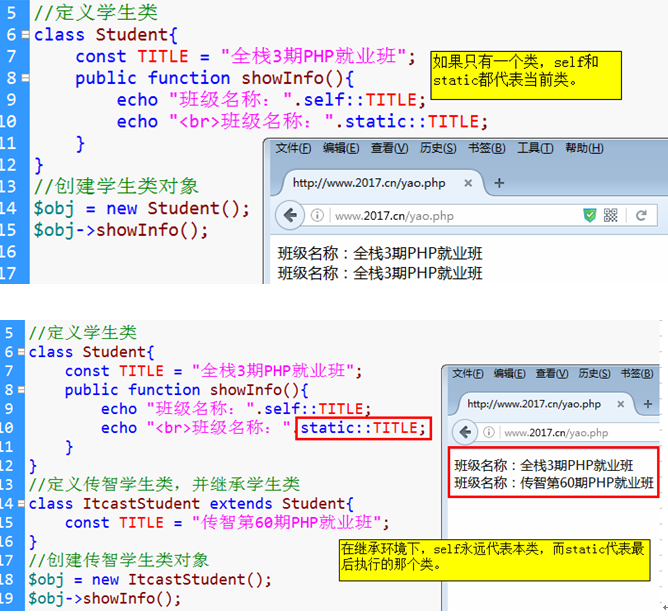 5 //定义学生类
6 class Student{
7 const TITLE = "全栈3期PHP就业班";
8 public function showInfo(){
9 echo "班级名称：".self::TITLE;
10 echo "<br>班级名称：".static::TITLE;
11 }
12 }
13 //创建学生类对象
14 $obj = new Student();
15 $obj->showInfo();
16
17
如果只有一个类，self和
static都代表当前类。
文件(F) 编辑(E) 查看(V) 历史(S) 书签(B) 工具(T) 帮助(H)
http://www.2017.cn/yao.php × +
www.2017.cn/yao.php
班级名称：全栈3期PHP就业班
班级名称：全栈3期PHP就业班
5 //定义学生类
6 class Student{
7 const TITLE = "全栈3期PHP就业班";
8 public function showInfo(){
9 echo "班级名称：".self::TITLE;
10 echo "<br>班级名称：".static::TITLE;
11 }
12 }
13 //定义传智学生类，并继承学生类
14 class ItcastStudent extends Student{
15 const TITLE = "传智第60期PHP就业班";
16 }
17 //创建传智学生类对象
18 $obj = new ItcastStudent();
19 $obj->showInfo();
文件(F) 编辑(E) 查看(V) 历史(S) 书签(B)
http://www.2017.cn/yao.php × +
www.2017.cn/yao.php
班级名称：全栈3期PHP就业班
班级名称：传智第60期PHP就业班
在继承环境下，self永远代表本类，而static代表最
后执行的那个类。